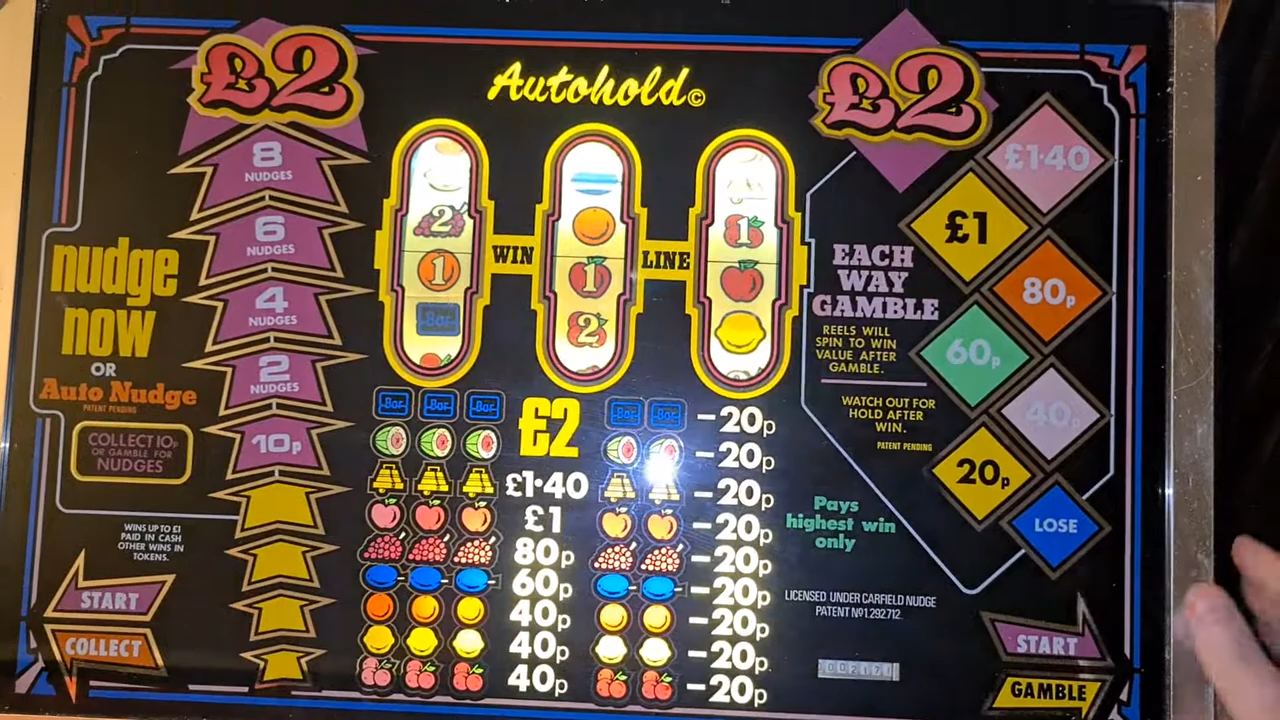 £2
Autohold ©
£2
8
NUDGES
6
NUDGES
4
NUDGES
2
NUDGES
10p
nudge
now
OR
Auto Nudge
PATENT PENDING
COLLECT 10p
OR GAMBLE FOR
NUDGES
WINS UP TO £1
PAID IN CASH
OTHER WINS IN
TOKENS.
START
COLLECT
2
1
Bar
1
2
1
WIN LINE
Bar Bar Bar £2 Bar Bar -20p
-20p
£1·40 -20p
£1 -20p
80p -20p
60p -20p
40p -20p
40p -20p
40p -20p
EACH
WAY
GAMBLE
REELS WILL
SPIN TO WIN
VALUE AFTER
GAMBLE.
WATCH OUT FOR
HOLD AFTER
WIN.
PATENT PENDING
Pays
highest win
only
£1·40
£1
80p
60p
40p
20p
LOSE
LICENSED UNDER CARFIELD NUDGE
PATENT Nº1.292.712.
START
GAMBLE